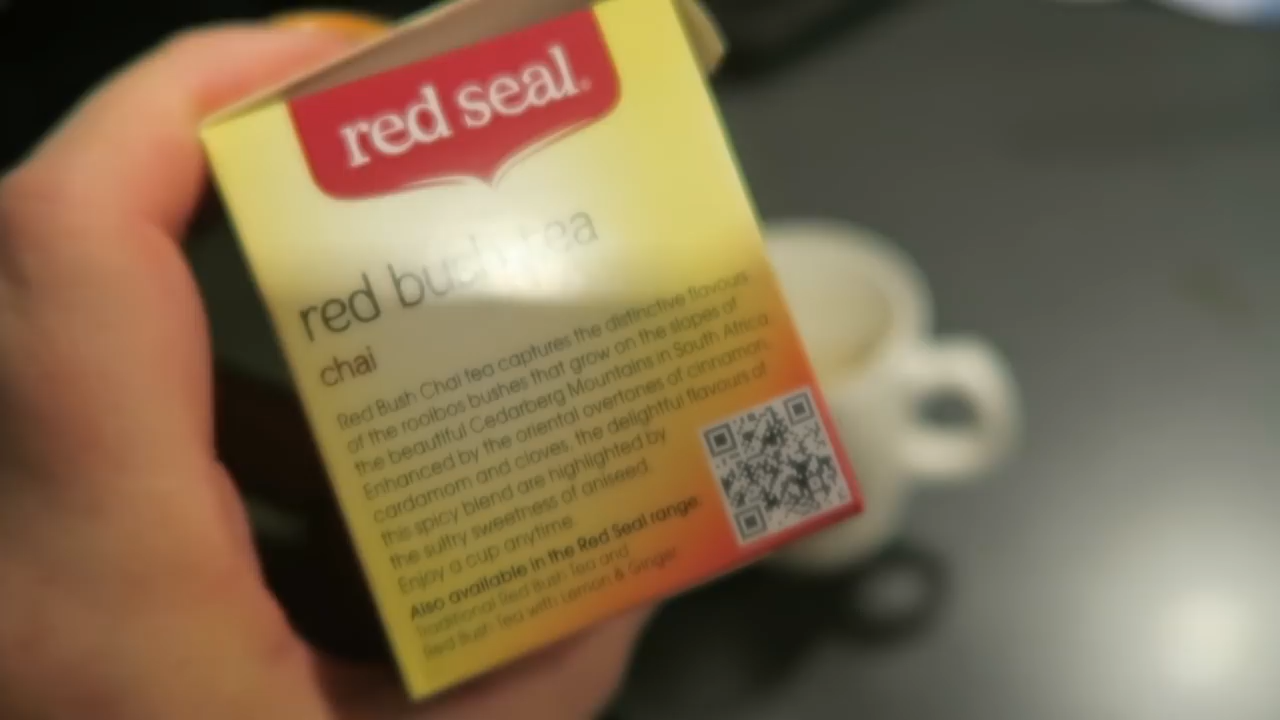 red seal
red bush tea
chai
Red Bush Chai tea captures the distinctive flavours
of the rooibos bushes that grow on the slopes of
the beautiful Cedarberg Mountains in South Africa.
Enhanced by the oriental overtones of cinnamon,
cardamom and cloves, the delightful flavours of
this spicy blend are highlighted by
the sultry sweetness of aniseed.
Enjoy a cup anytime.
Also available in the Red Seal range:
Traditional Red Bush Tea and
Red Bush Tea with Lemon & Ginger